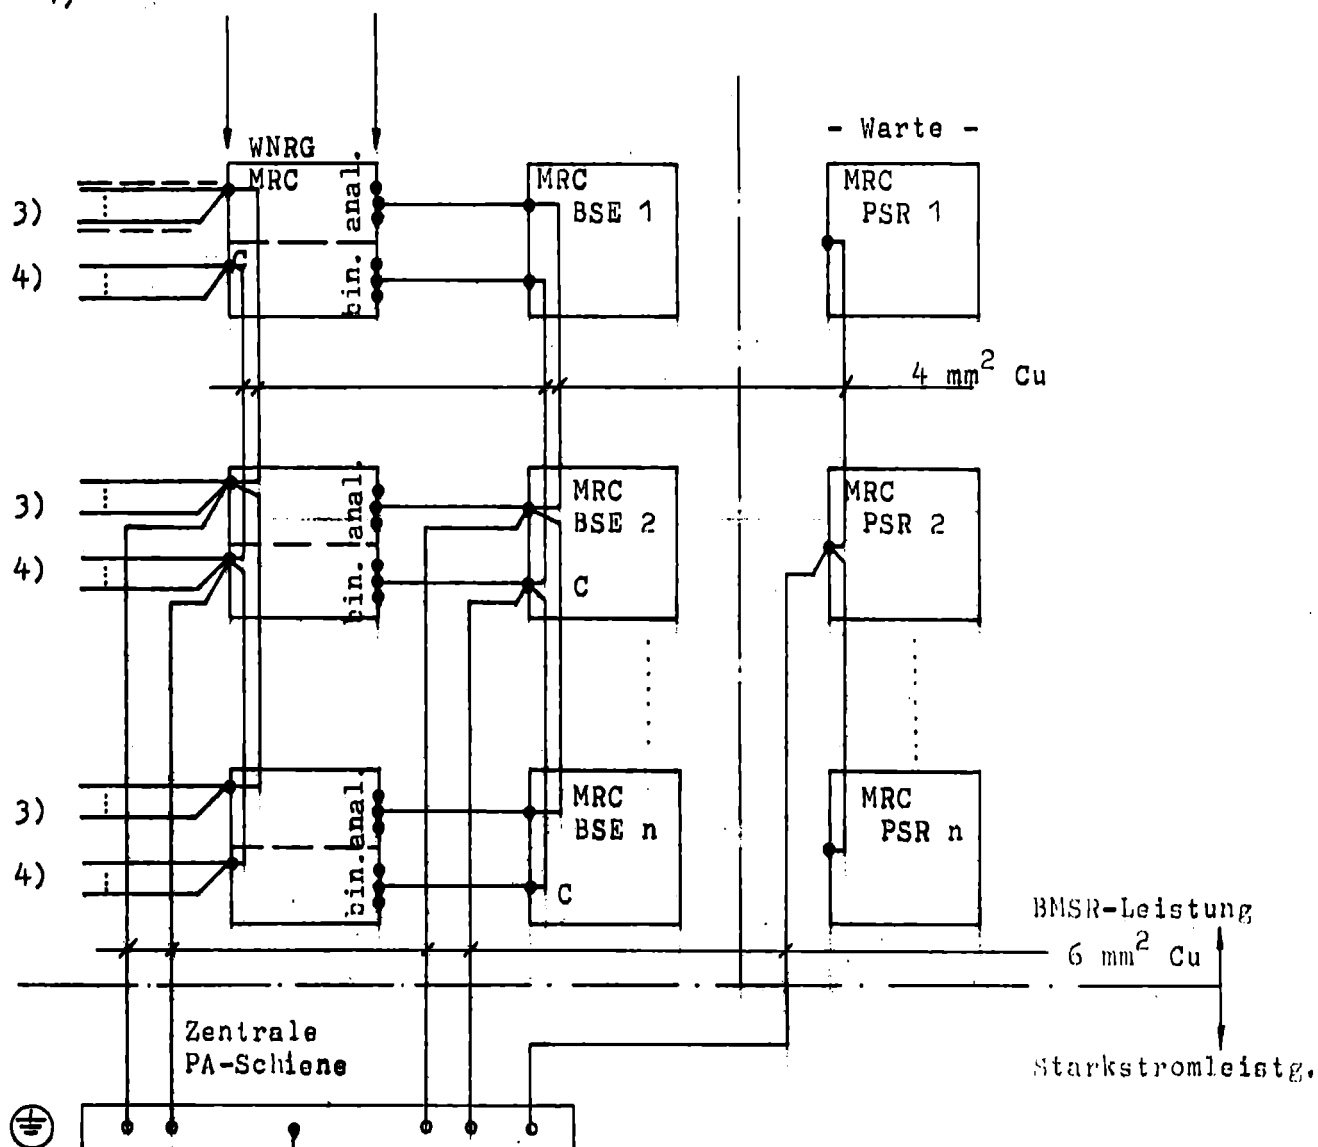 WNRG
MRC
anal.
bin.
C
3)
4)
MRC
BSE 1
- Warte -
MRC
PSR 1
4 mm² Cu
3)
4)
anal.
bin.
MRC
BSE 2
C
MRC
PSR 2
3)
4)
anal.
bin.
MRC
BSE n
C
MRC
PSR n
BMSR-Leistung
6 mm² Cu
Zentrale
PA-Schiene
Starkstromleistg.